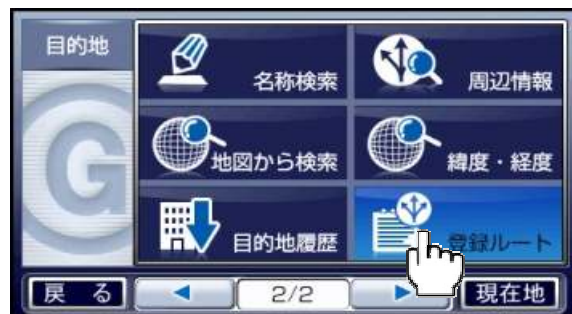 目的地
名称検索
周辺情報
地図から検索
緯度・経度
目的地履歴
登録ルート
G
戻る
2/2
現在地